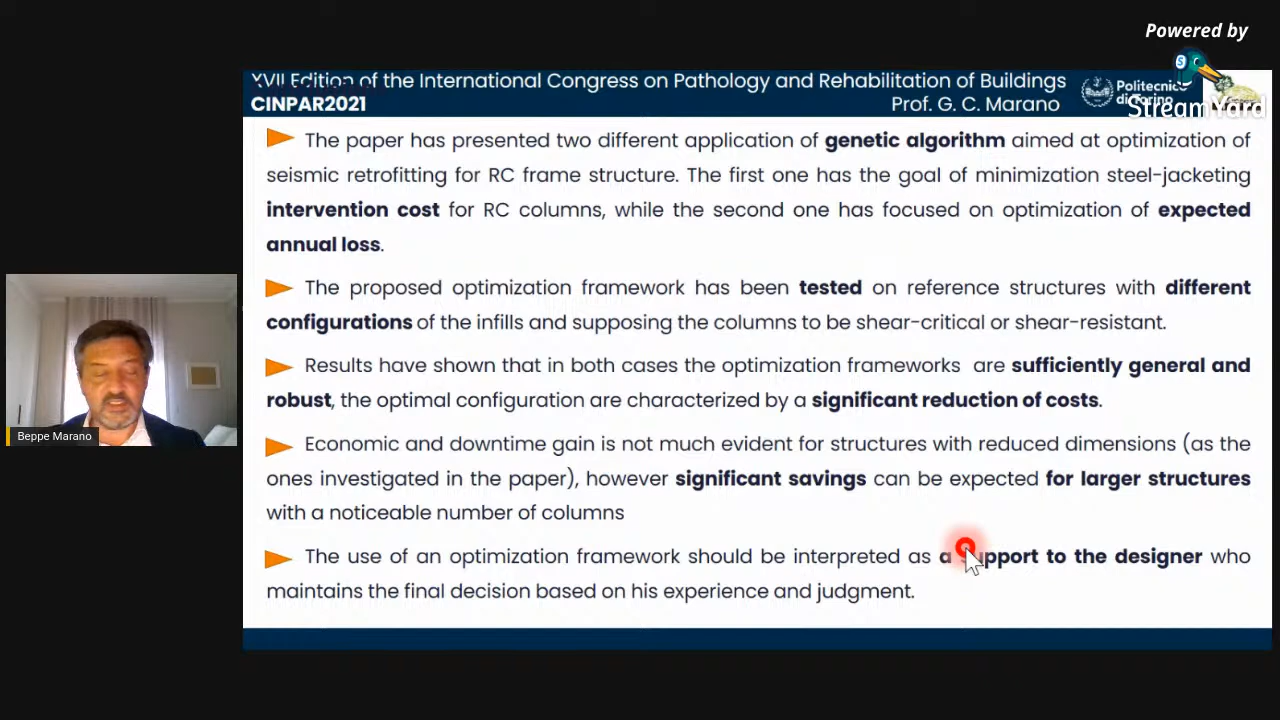 Powered by
StreamYard
XVII Edition of the International Congress on Pathology and Rehabilitation of Buildings
CINPAR2021
Prof. G. C. Marano
Politecnico
di Torino
The paper has presented two different application of genetic algorithm aimed at optimization of
seismic retrofitting for RC frame structure. The first one has the goal of minimization steel-jacketing
intervention cost for RC columns, while the second one has focused on optimization of expected
annual loss.
The proposed optimization framework has been tested on reference structures with different
configurations of the infills and supposing the columns to be shear-critical or shear-resistant.
Results have shown that in both cases the optimization frameworks are sufficiently general and
robust, the optimal configuration are characterized by a significant reduction of costs.
Economic and downtime gain is not much evident for structures with reduced dimensions (as the
ones investigated in the paper), however significant savings can be expected for larger structures
with a noticeable number of columns
The use of an optimization framework should be interpreted as a support to the designer who
maintains the final decision based on his experience and judgment.
Beppe Marano